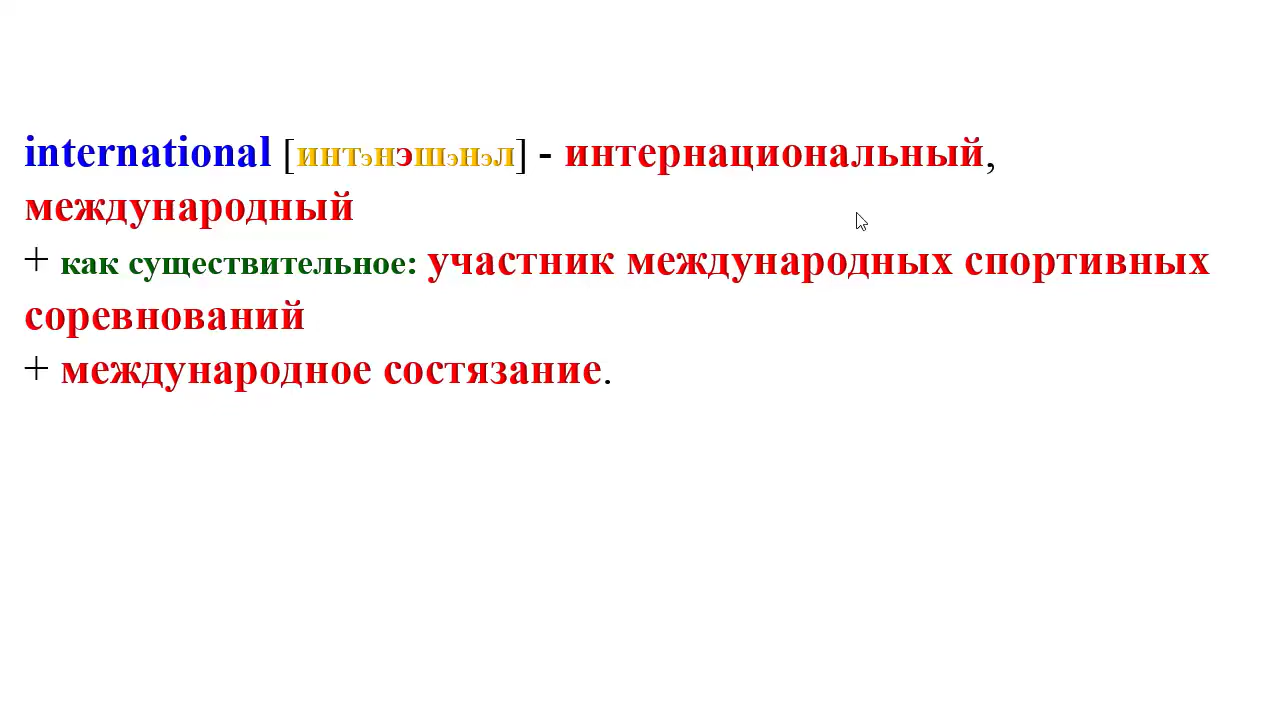 international [интэнэшэнэл] - интернациональный,
международный
+ как существительное: участник международных спортивных
соревнований
+ международное состязание.